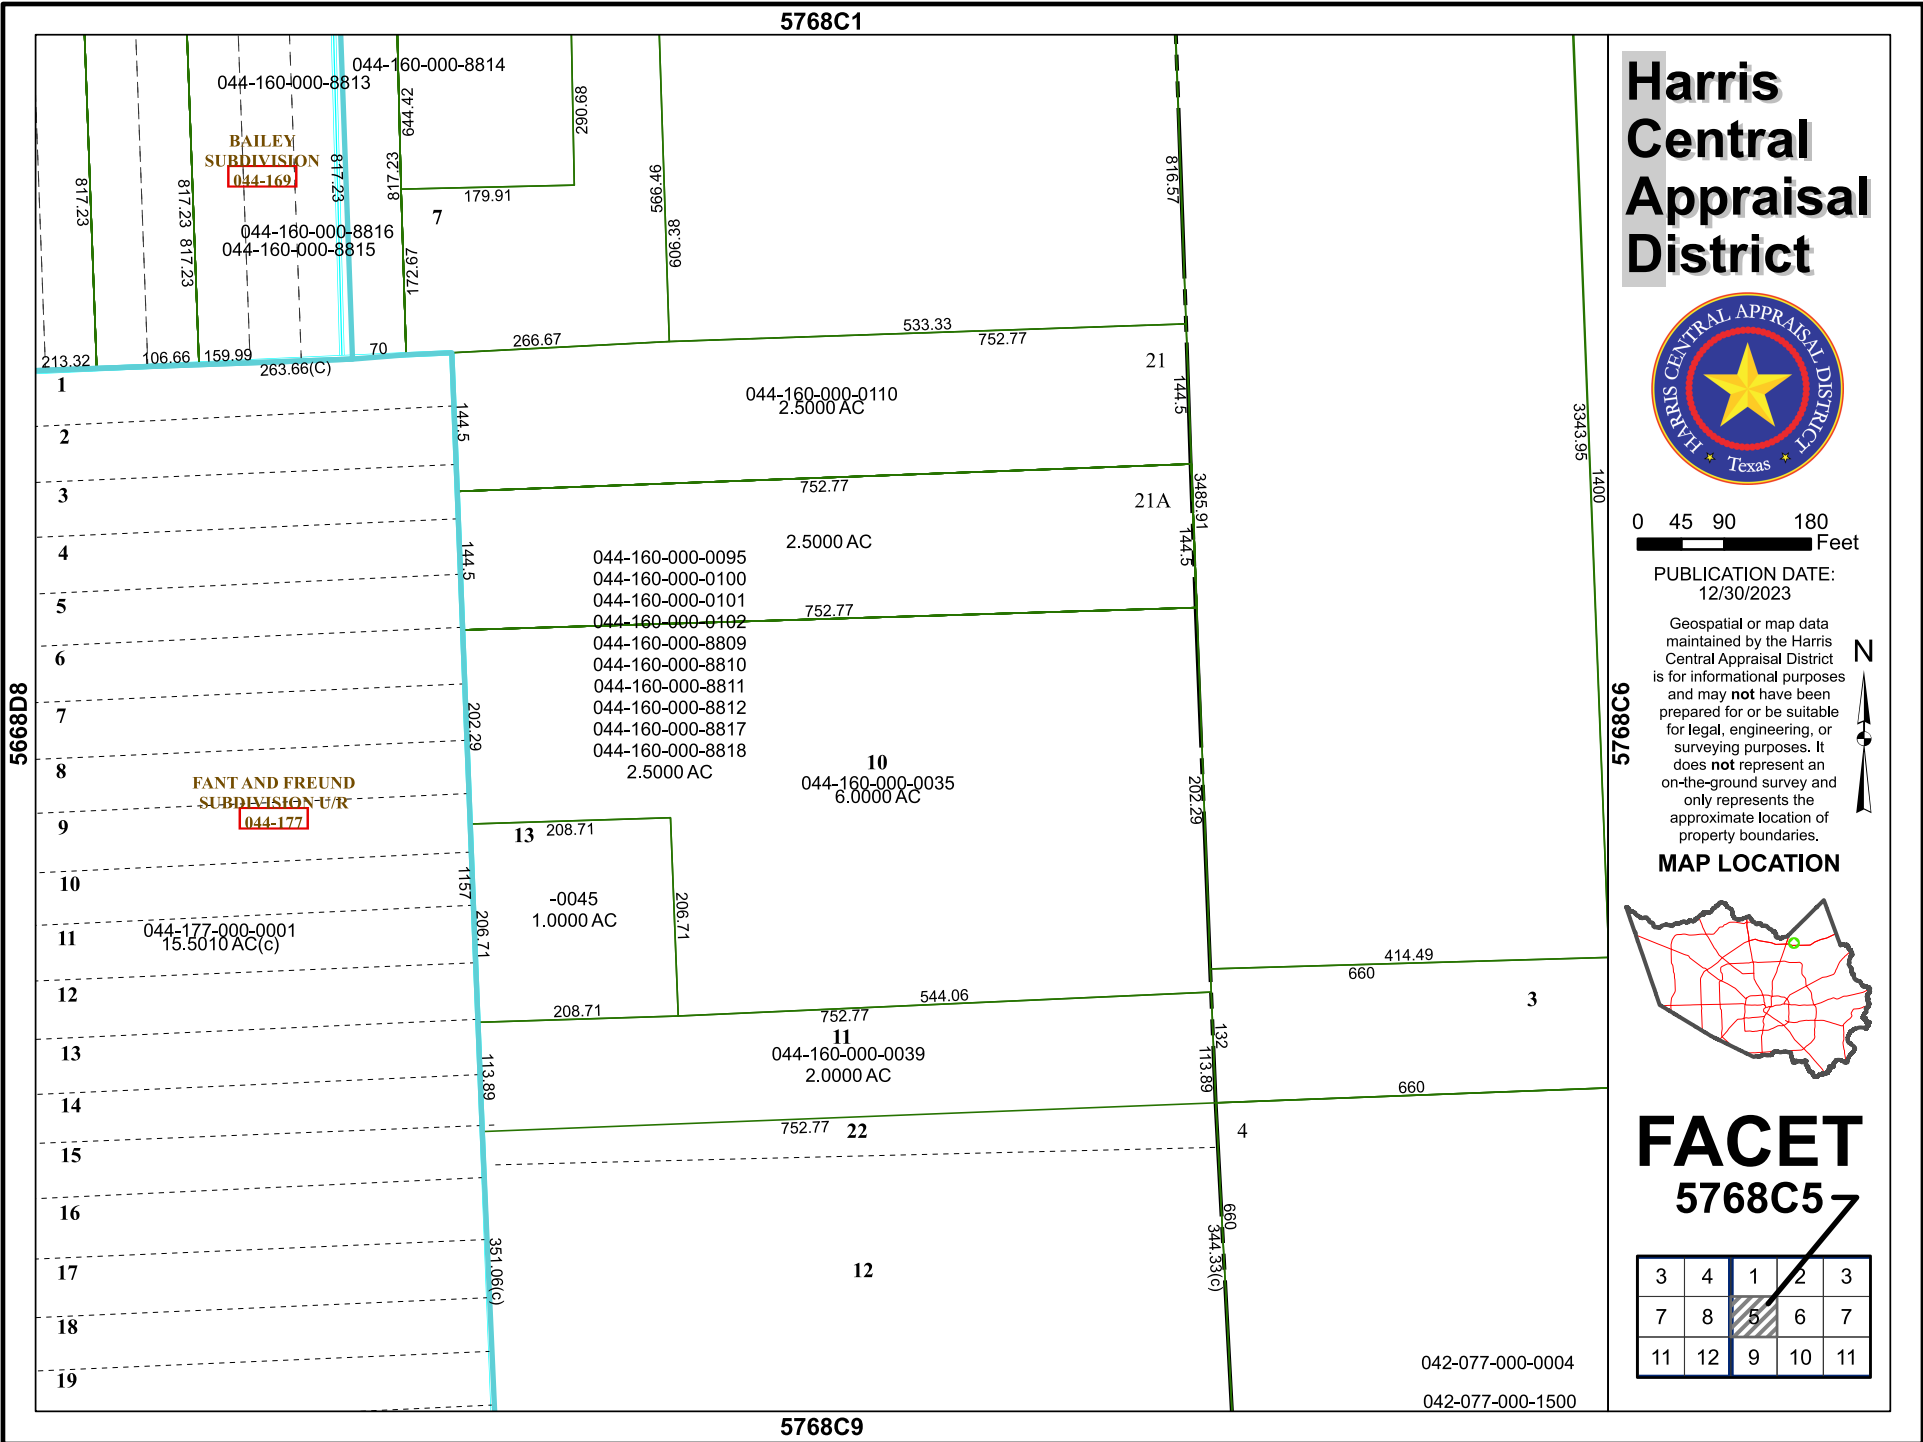 5768C1
044-160-000-8814
044-160-000-8813
BAILEY
SUBDIVISION
044-169
044-160-000-8816
044-160-000-8815
817.23
817.23
817.23
817.23
817.23
644.42
172.67
290.68
179.91
7
566.46
606.38
816.57
213.32
106.66
159.99
263.66(C)
70
266.67
533.33
752.77
21
144.5
144.5
044-160-000-0110
2.5000 AC
752.77
21A
3485.91
144.5
144.5
2.5000 AC
752.77
044-160-000-0095
044-160-000-0100
044-160-000-0101
044-160-000-0102
044-160-000-8809
044-160-000-8810
044-160-000-8811
044-160-000-8812
044-160-000-8817
044-160-000-8818
2.5000 AC
10
044-160-000-0035
6.0000 AC
202.29
202.29
13
208.71
-0045
1.0000 AC
206.71
206.71
1157
208.71
544.06
752.77
11
044-160-000-0039
2.0000 AC
113.89
132
113.89
752.77
22
4
12
351.06(c)
660
344.33(c)
3343.95
1400
414.49
660
3
660
042-077-000-0004
042-077-000-1500
1
2
3
4
5
6
7
8
FANT AND FREUND
SUBDIVISION U/R
044-177
9
10
11
044-177-000-0001
15.5010 AC(c)
12
13
14
15
16
17
18
19
5668D8
5768C6
5768C9
Harris
Central
Appraisal
District
HARRIS CENTRAL APPRAISAL DISTRICT
Texas
0 45 90 180
Feet
PUBLICATION DATE:
12/30/2023
Geospatial or map data
maintained by the Harris
Central Appraisal District
is for informational purposes
and may not have been
prepared for or be suitable
for legal, engineering, or
surveying purposes. It
does not represent an
on-the-ground survey and
only represents the
approximate location of
property boundaries.
N
MAP LOCATION
FACET
5768C5
3 4 1 2 3
7 8 5 6 7
11 12 9 10 11